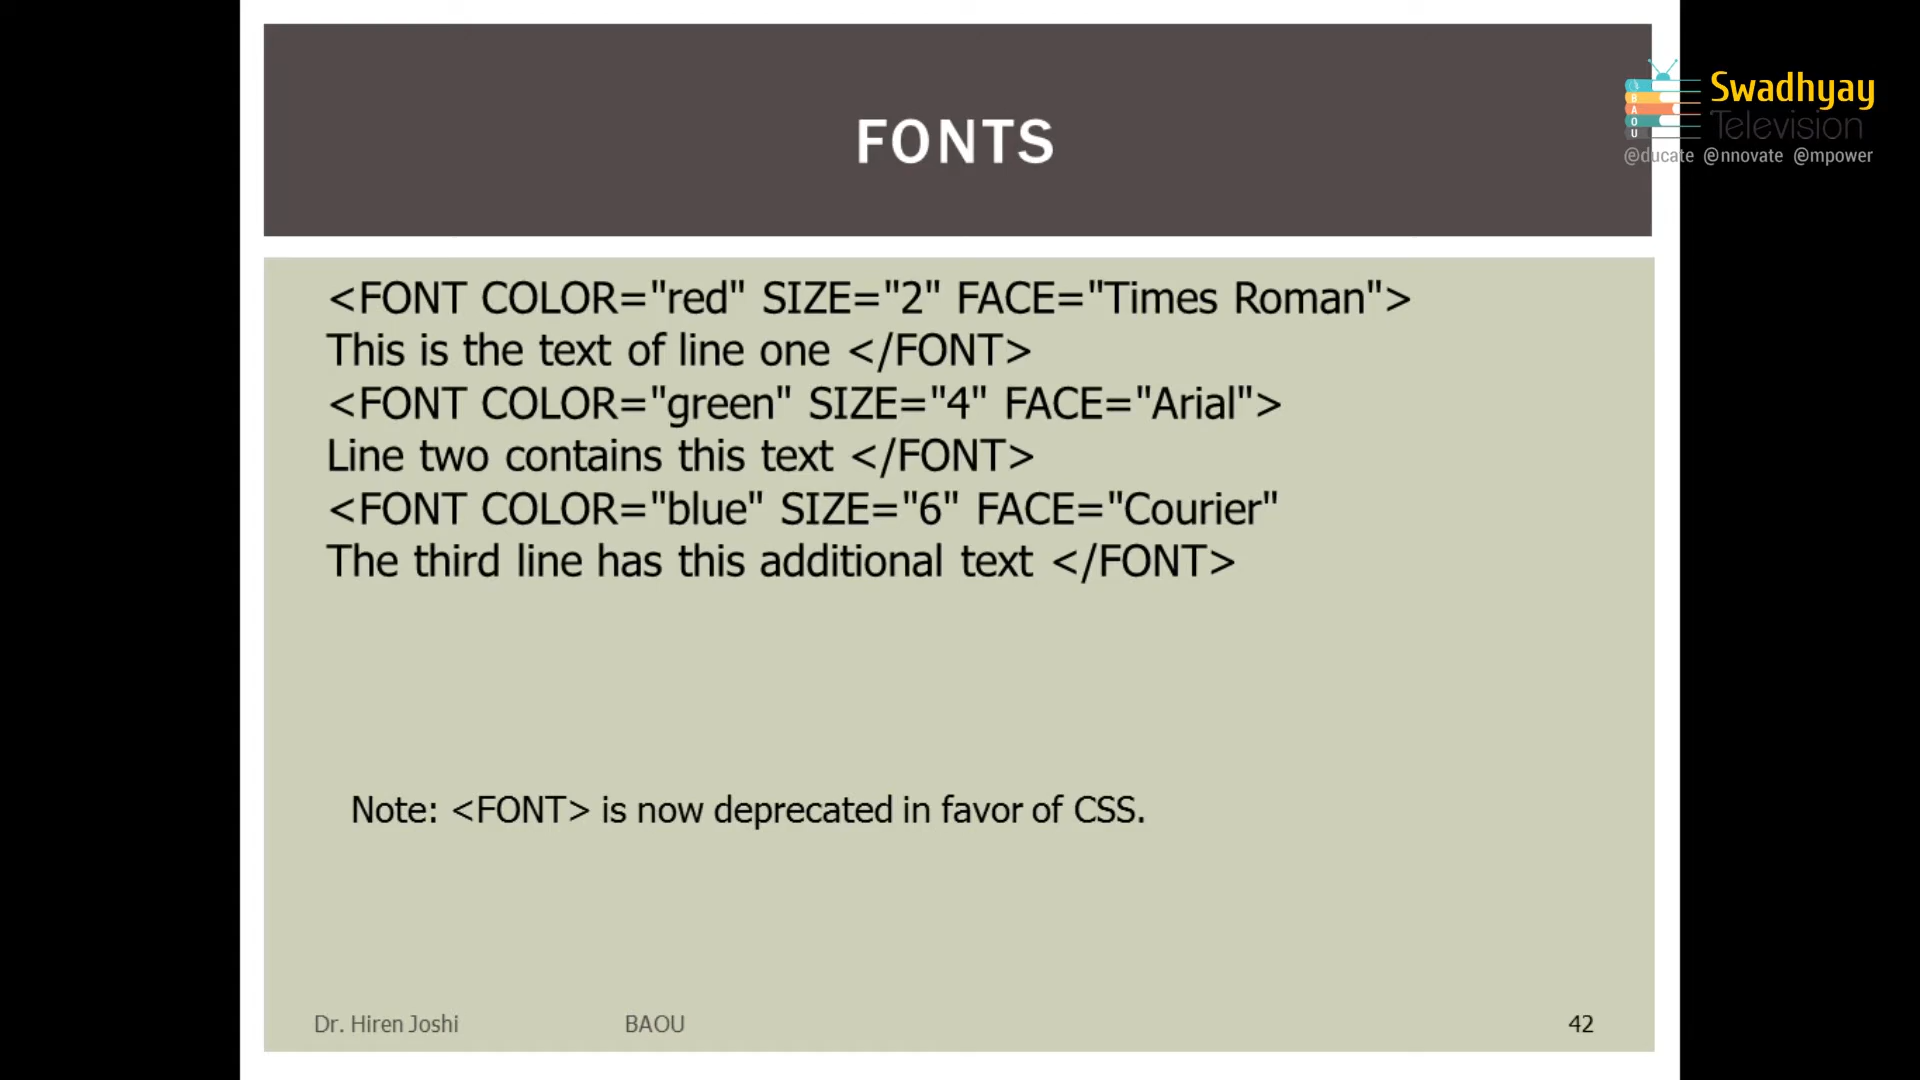 FONTS
Swadhyay
Television
@ducate @nnovate @mpower
B
A
O
U
<FONT COLOR="red" SIZE="2" FACE="Times Roman">
This is the text of line one </FONT>
<FONT COLOR="green" SIZE="4" FACE="Arial">
Line two contains this text </FONT>
<FONT COLOR="blue" SIZE="6" FACE="Courier"
The third line has this additional text </FONT>
Note: <FONT> is now deprecated in favor of CSS.
Dr. Hiren Joshi BAOU 42